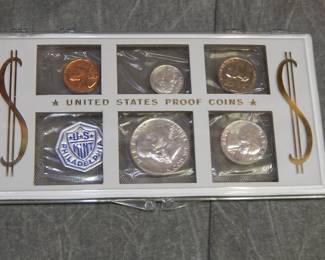 $ $
★ UNITED STATES PROOF COINS ★
U.S.
MINT
PHILADELPHIA